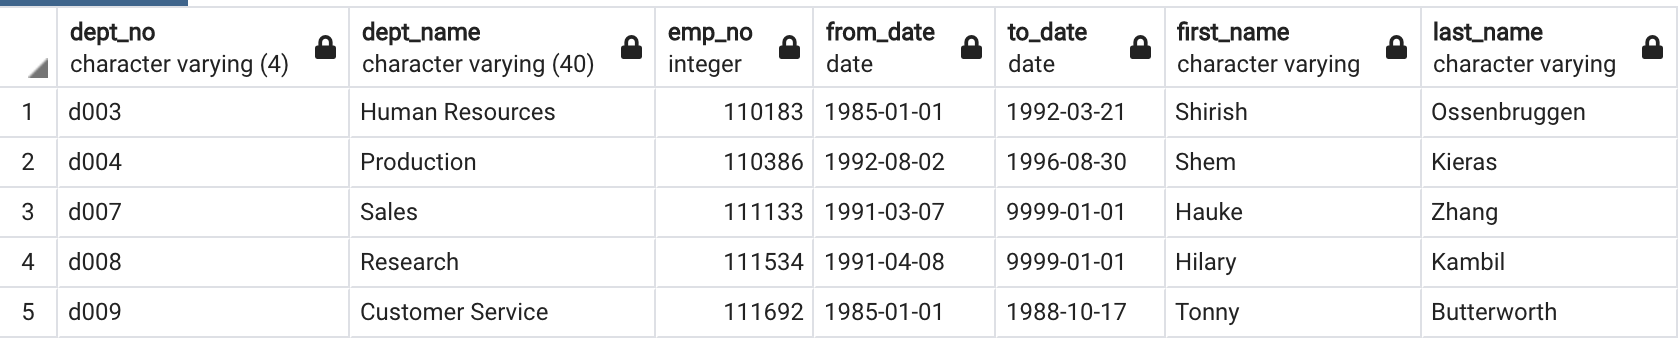 dept_no dept_name emp_no from_date to_date first_name last_name
character varying (4) character varying (40) integer date date character varying character varying
1 d003 Human Resources 110183 1985-01-01 1992-03-21 Shirish Ossenbruggen
2 d004 Production 110386 1992-08-02 1996-08-30 Shem Kieras
3 d007 Sales 111133 1991-03-07 9999-01-01 Hauke Zhang
4 d008 Research 111534 1991-04-08 9999-01-01 Hilary Kambil
5 d009 Customer Service 111692 1985-01-01 1988-10-17 Tonny Butterworth